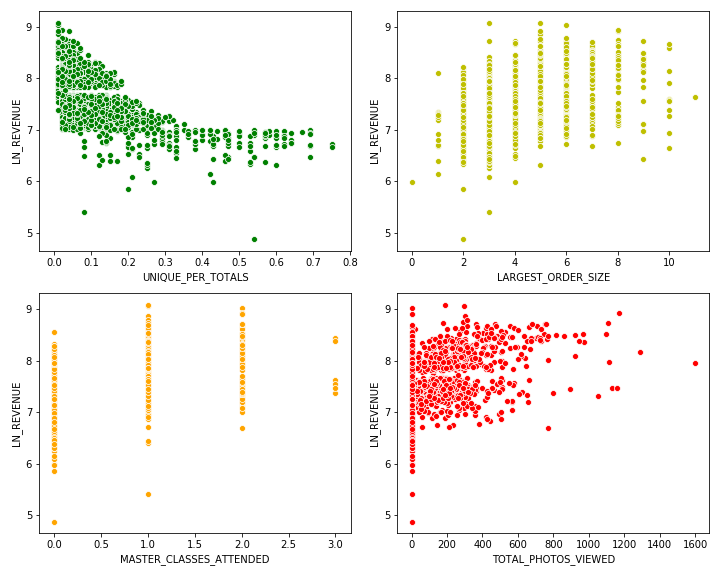 9
8
7
6
5
LN_REVENUE
0.0 0.1 0.2 0.3 0.4 0.5 0.6 0.7 0.8
UNIQUE_PER_TOTALS
9
8
7
6
5
LN_REVENUE
0 2 4 6 8 10
LARGEST_ORDER_SIZE
9
8
7
6
5
LN_REVENUE
0.0 0.5 1.0 1.5 2.0 2.5 3.0
MASTER_CLASSES_ATTENDED
9
8
7
6
5
LN_REVENUE
0 200 400 600 800 1000 1200 1400 1600
TOTAL_PHOTOS_VIEWED